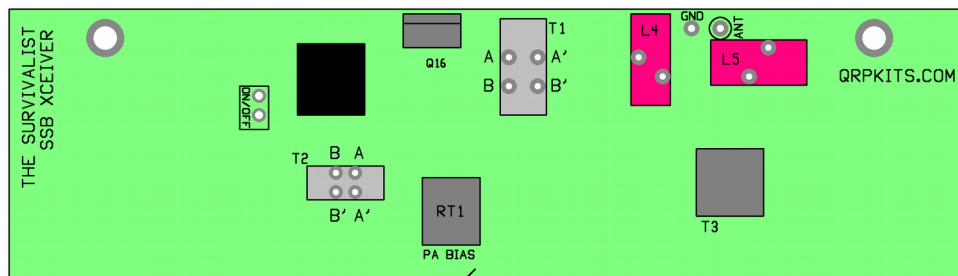 THE SURVIVALIST
SSB XCEIVER
ON/OFF
Q16
T1
A A'
B B'
L4
GND
ANT
L5
QRPKITS.COM
T2
B A
B' A'
RT1
PA BIAS
T3